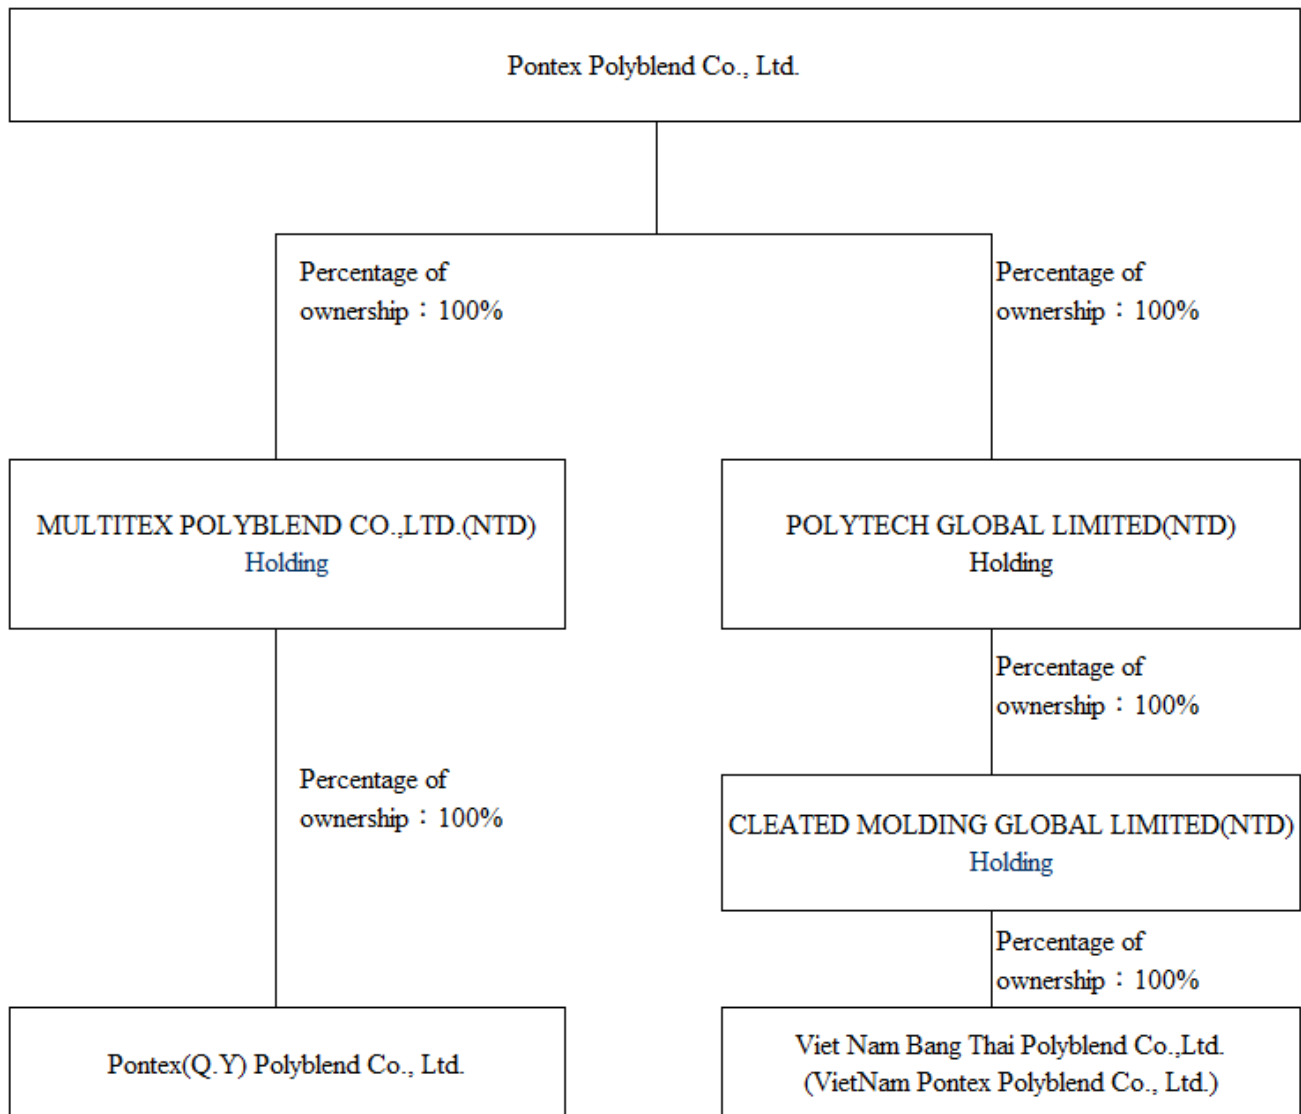 Pontex Polyblend Co., Ltd.
Percentage of
ownership：100%
Percentage of
ownership：100%
MULTITEX POLYBLEND CO.,LTD.(NTD)
Holding
POLYTECH GLOBAL LIMITED(NTD)
Holding
Percentage of
ownership：100%
Percentage of
ownership：100%
CLEATED MOLDING GLOBAL LIMITED(NTD)
Holding
Percentage of
ownership：100%
Pontex(Q.Y) Polyblend Co., Ltd.
Viet Nam Bang Thai Polyblend Co.,Ltd.
(VietNam Pontex Polyblend Co., Ltd.)